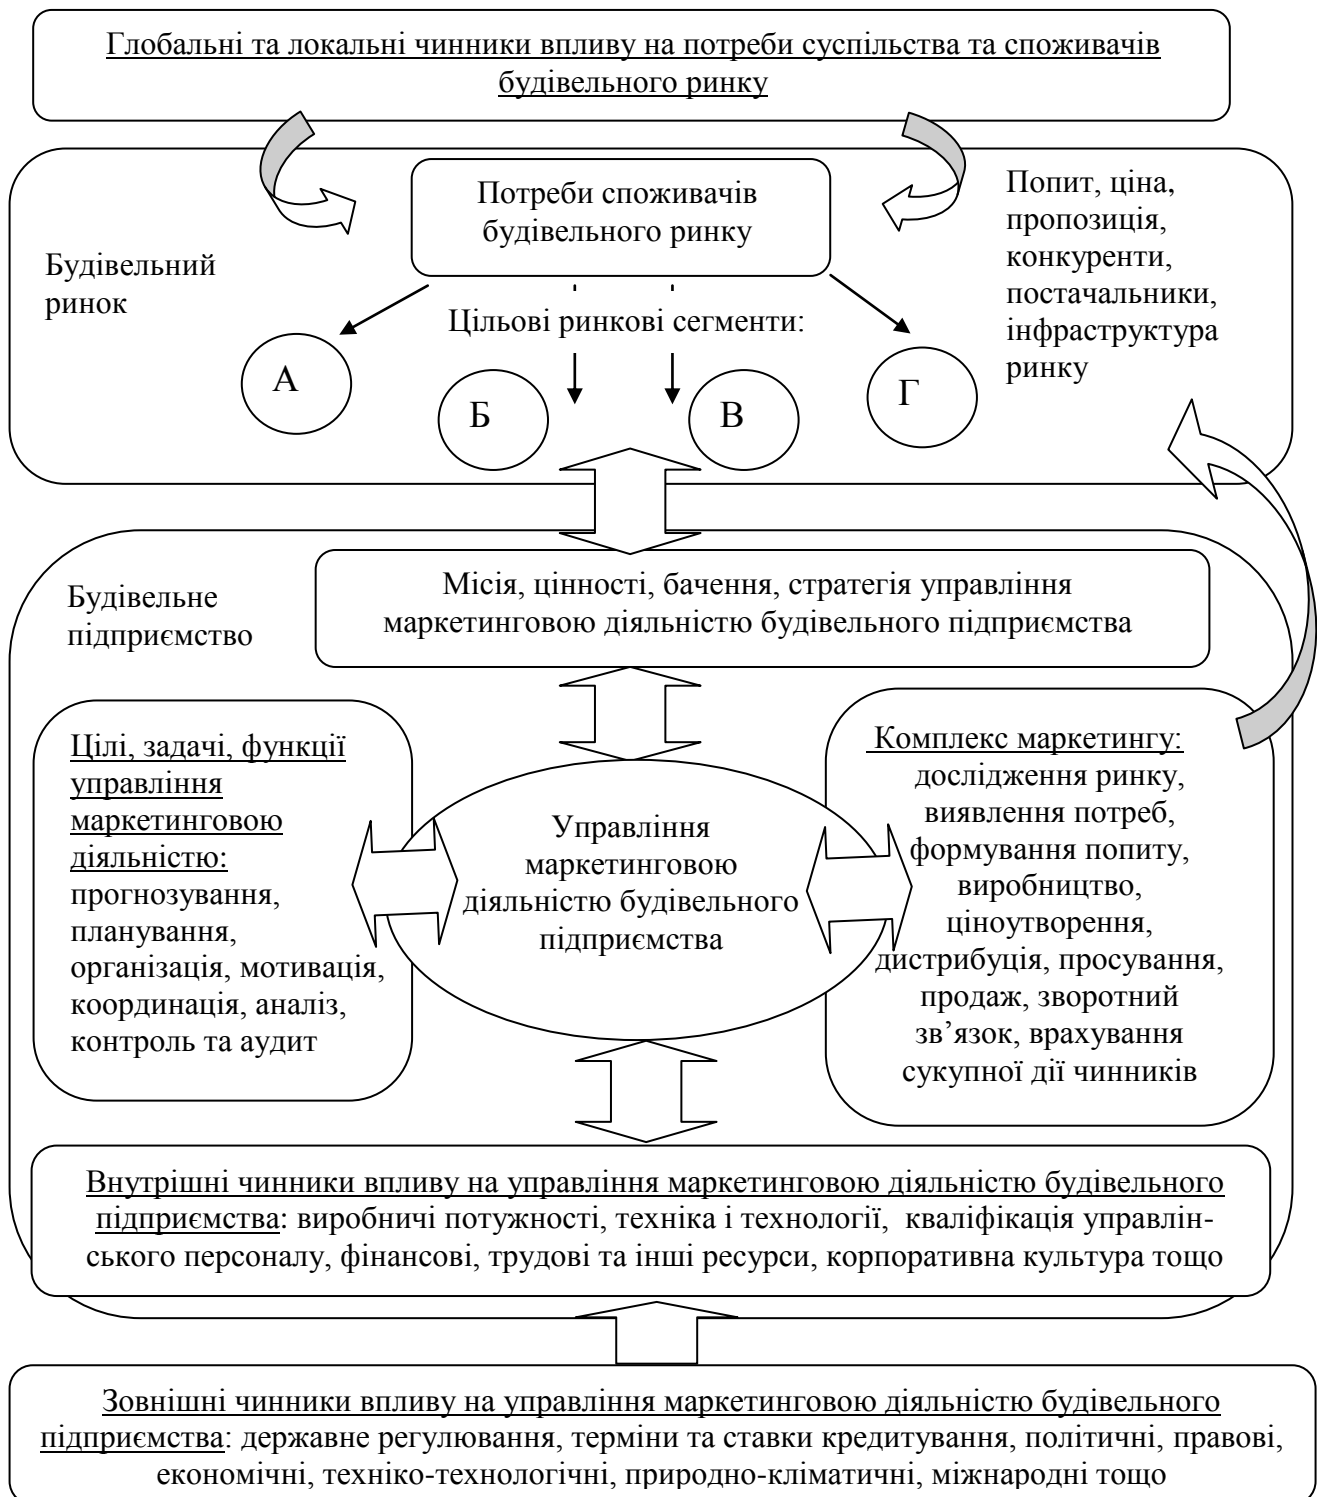 Глобальні та локальні чинники впливу на потреби суспільства та споживачів
будівельного ринку
Будівельний
ринок
Потреби споживачів
будівельного ринку
Попит, ціна,
пропозиція,
конкуренти,
постачальники,
інфраструктура
ринку
Цільові ринкові сегменти:
А
Б
В
Г
Будівельне
підприємство
Місія, цінності, бачення, стратегія управління
маркетинговою діяльністю будівельного підприємства
Цілі, задачі, функції
управління
маркетинговою
діяльністю:
прогнозування,
планування,
організація, мотивація,
координація, аналіз,
контроль та аудит
Управління
маркетинговою
діяльністю будівельного
підприємства
Комплекс маркетингу:
дослідження ринку,
виявлення потреб,
формування попиту,
виробництво,
ціноутворення,
дистрибуція, просування,
продаж, зворотний
зв’язок, врахування
сукупної дії чинників
Внутрішні чинники впливу на управління маркетинговою діяльністю будівельного
підприємства: виробничі потужності, техніка і технології, кваліфікація управлін-
ського персоналу, фінансові, трудові та інші ресурси, корпоративна культура тощо
Зовнішні чинники впливу на управління маркетинговою діяльністю будівельного
підприємства: державне регулювання, терміни та ставки кредитування, політичні, правові,
економічні, техніко-технологічні, природно-кліматичні, міжнародні тощо